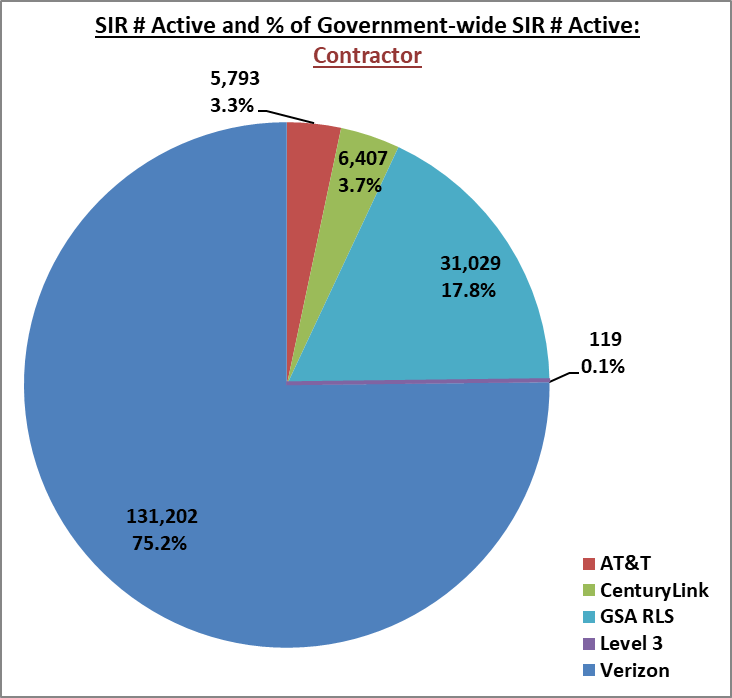 SIR # Active and % of Government-wide SIR # Active:
Contractor
5,793
3.3%
6,407
3.7%
31,029
17.8%
119
0.1%
131,202
75.2%
AT&T
CenturyLink
GSA RLS
Level 3
Verizon